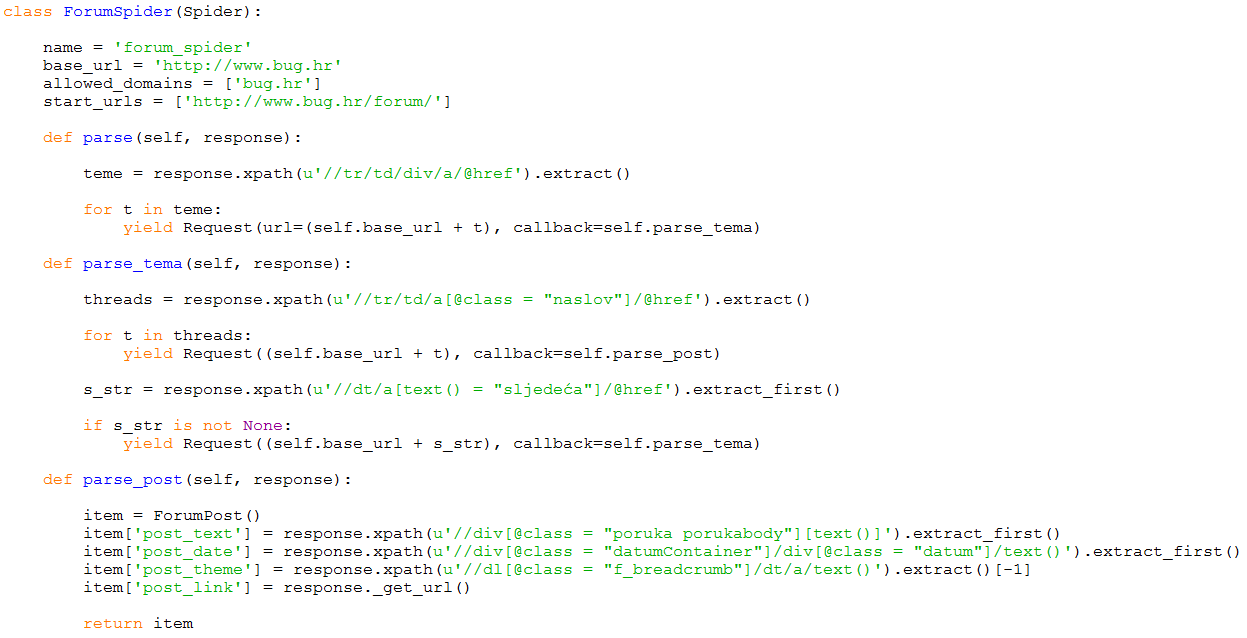 class ForumSpider(Spider):
name = 'forum_spider'
base_url = 'http://www.bug.hr'
allowed_domains = ['bug.hr']
start_urls = ['http://www.bug.hr/forum/']
def parse(self, response):
teme = response.xpath(u'//tr/td/div/a/@href').extract()
for t in teme:
yield Request(url=(self.base_url + t), callback=self.parse_tema)
def parse_tema(self, response):
threads = response.xpath(u'//tr/td/a[@class = "naslov"]/@href').extract()
for t in threads:
yield Request((self.base_url + t), callback=self.parse_post)
s_str = response.xpath(u'//dt/a[text() = "sljedeća"]/@href').extract_first()
if s_str is not None:
yield Request((self.base_url + s_str), callback=self.parse_tema)
def parse_post(self, response):
item = ForumPost()
item['post_text'] = response.xpath(u'//div[@class = "poruka porukabody"][text()]').extract_first()
item['post_date'] = response.xpath(u'//div[@class = "datumContainer"]/div[@class = "datum"]/text()').extract_first()
item['post_theme'] = response.xpath(u'//dl[@class = "f_breadcrumb"]/dt/a/text()').extract()[-1]
item['post_link'] = response._get_url()
return item